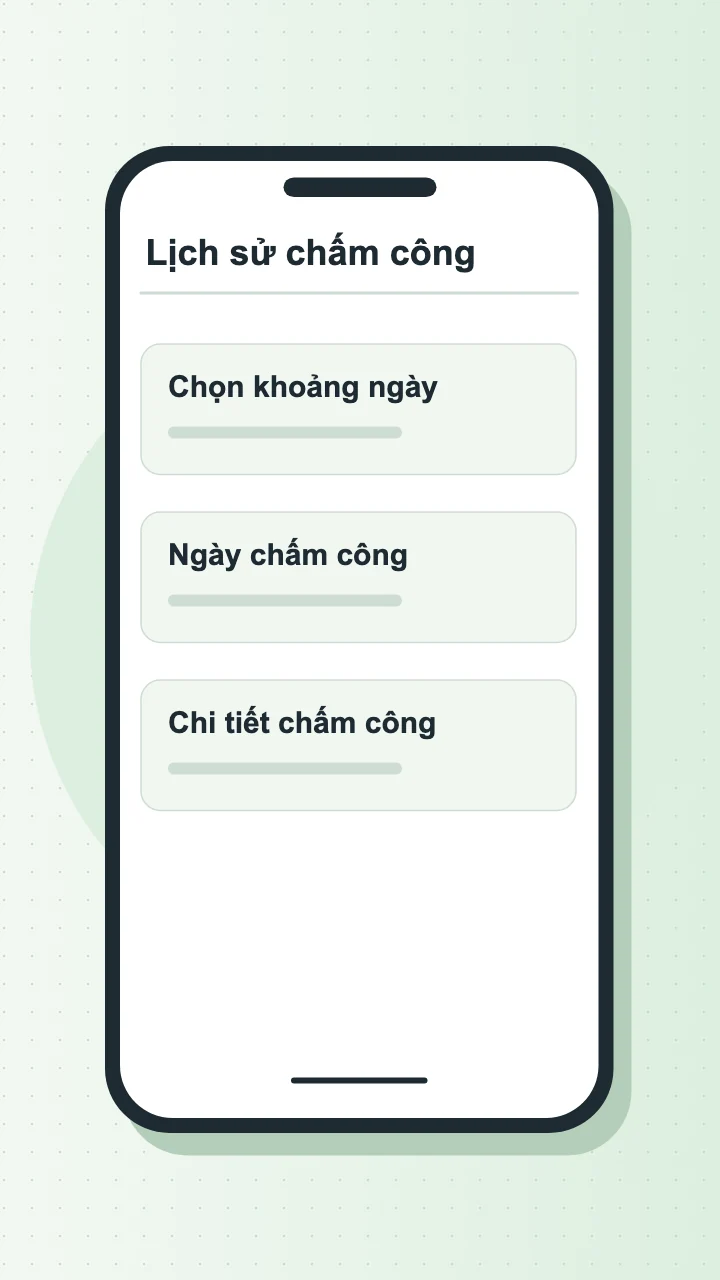 Lịch sử chấm công
Chọn khoảng ngày
Ngày chấm công
Chi tiết chấm công